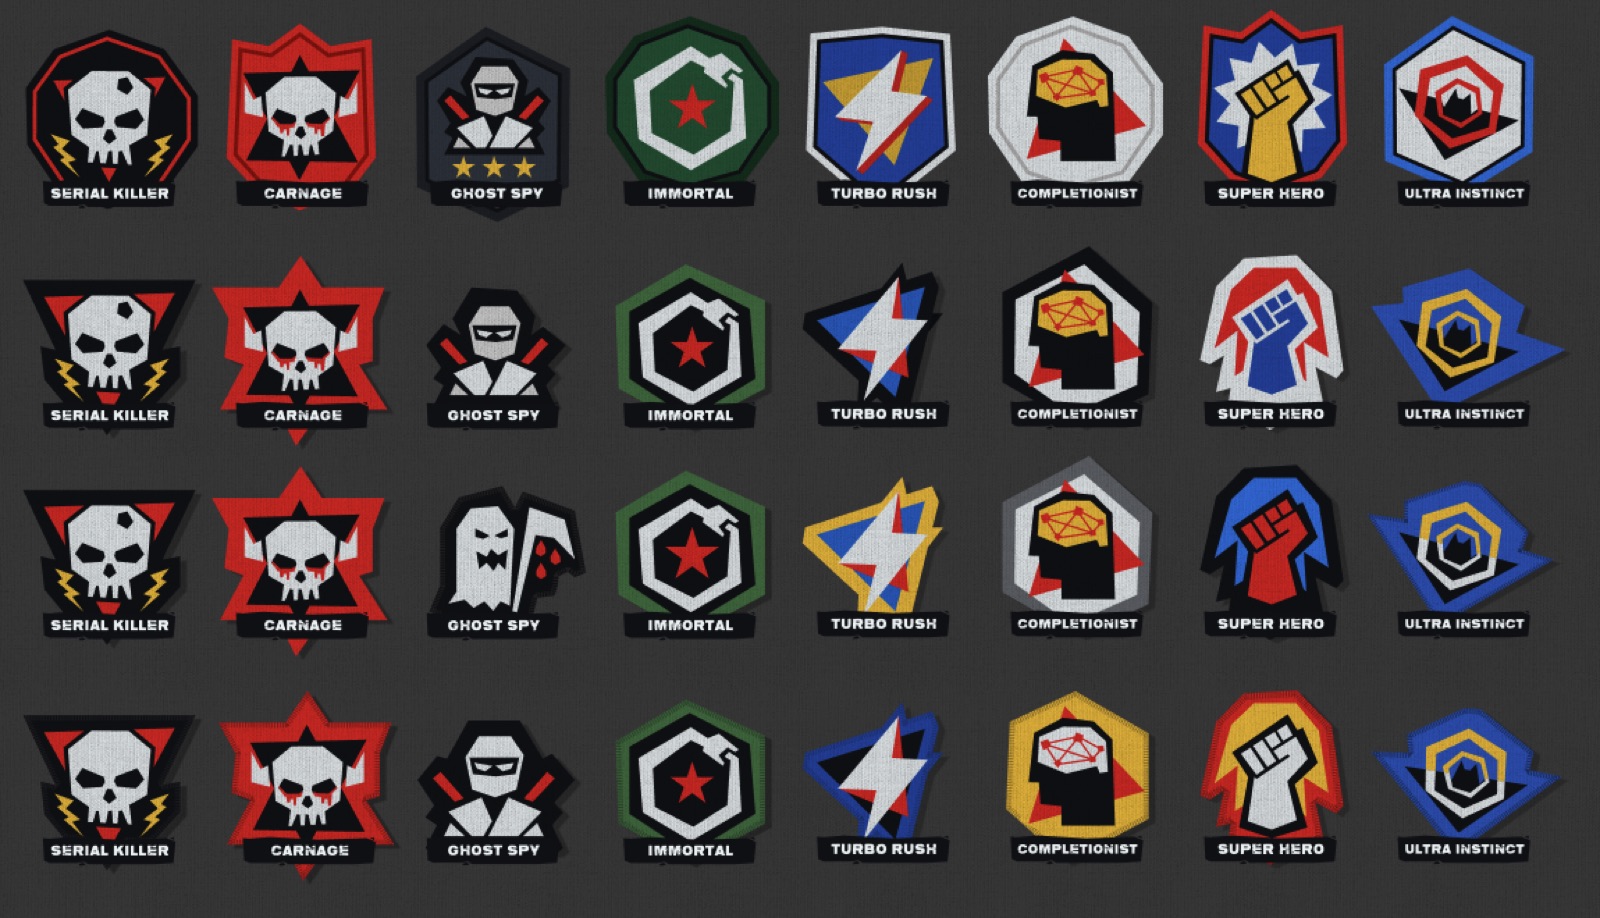 SERIAL KILLER
CARNAGE
GHOST SPY
IMMORTAL
TURBO RUSH
COMPLETIONIST
SUPER HERO
ULTRA INSTINCT
SERIAL KILLER
CARNAGE
GHOST SPY
IMMORTAL
TURBO RUSH
COMPLETIONIST
SUPER HERO
ULTRA INSTINCT
SERIAL KILLER
CARNAGE
GHOST SPY
IMMORTAL
TURBO RUSH
COMPLETIONIST
SUPER HERO
ULTRA INSTINCT
SERIAL KILLER
CARNAGE
GHOST SPY
IMMORTAL
TURBO RUSH
COMPLETIONIST
SUPER HERO
ULTRA INSTINCT